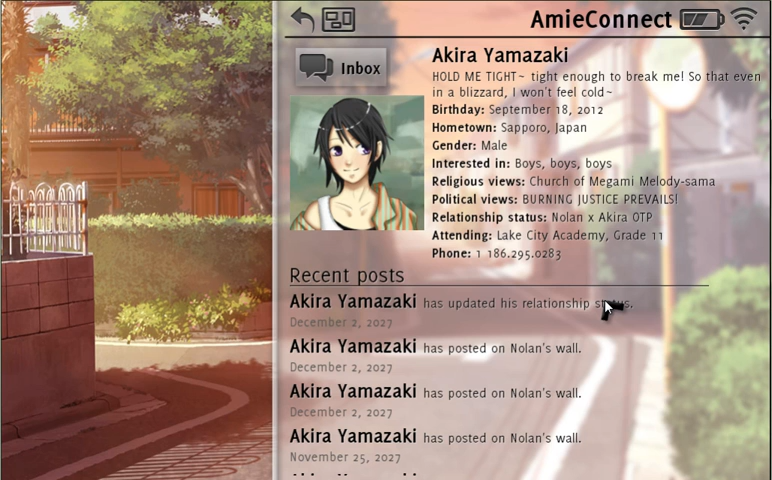 AmieConnect
Inbox
Akira Yamazaki
HOLD ME TIGHT~ tight enough to break me! So that even
in a blizzard, I won't feel cold~
Birthday: September 18, 2012
Hometown: Sapporo, Japan
Gender: Male
Interested in: Boys, boys, boys
Religious views: Church of Megami Melody-sama
Political views: BURNING JUSTICE PREVAILS!
Relationship status: Nolan x Akira OTP
Attending: Lake City Academy, Grade 11
Phone: 1 186.295.0283
Recent posts
Akira Yamazaki has updated his relationship status.
December 2, 2027
Akira Yamazaki has posted on Nolan's wall.
December 2, 2027
Akira Yamazaki has posted on Nolan's wall.
December 2, 2027
Akira Yamazaki has posted on Nolan's wall.
November 25, 2027